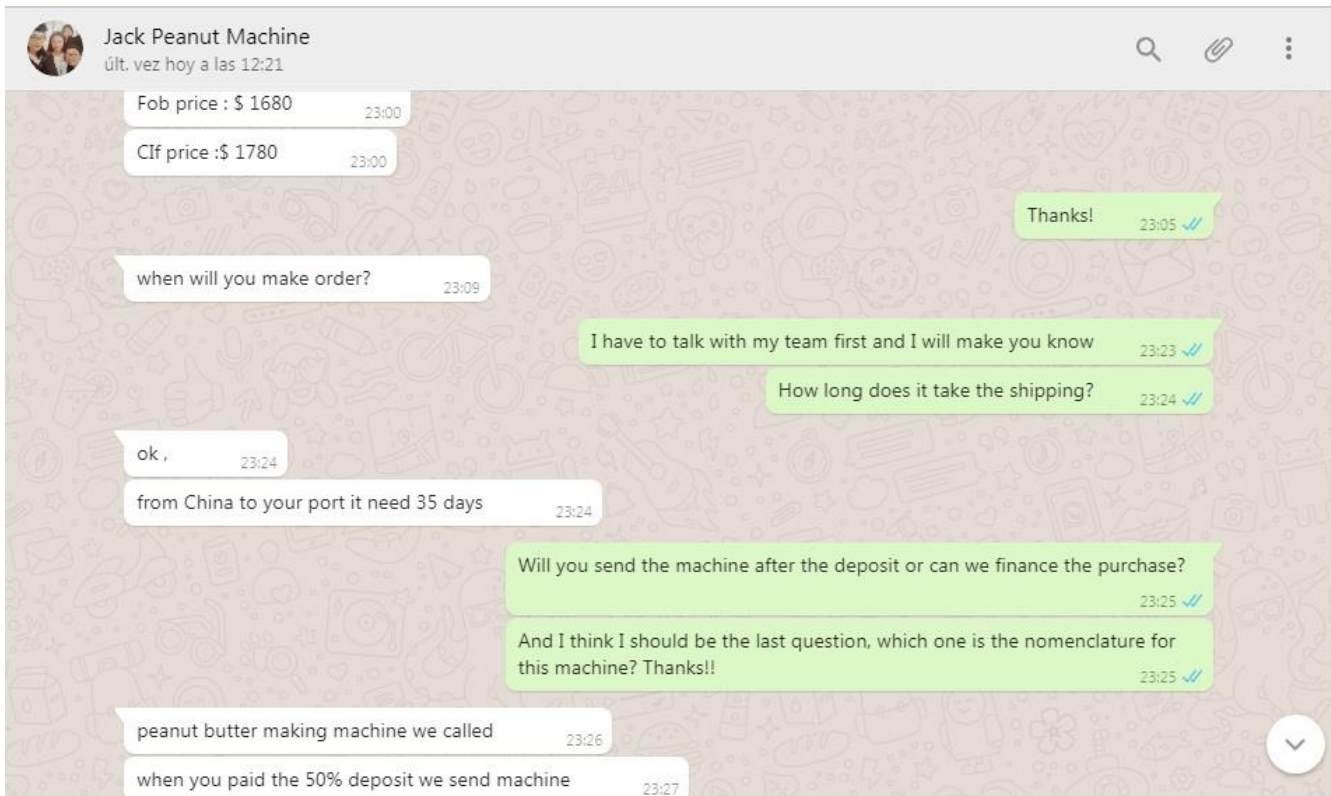 Jack Peanut Machine
últ. vez hoy a las 12:21
Fob price : $ 1680
23:00
CIf price :$ 1780
23:00
Thanks!
23:05
when will you make order?
23:09
I have to talk with my team first and I will make you know
23:23
How long does it take the shipping?
23:24
ok ,
23:24
from China to your port it need 35 days
23:24
Will you send the machine after the deposit or can we finance the purchase?
23:25
And I think I should be the last question, which one is the nomenclature for
this machine? Thanks!!
23:25
peanut butter making machine we called
23:26
when you paid the 50% deposit we send machine
23:27